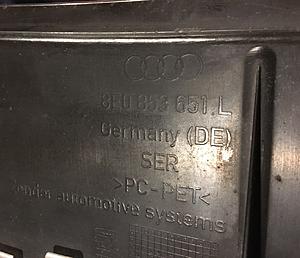 8E0 853 651 L
Germany (DE)
SER
>PC-PET<
automotive systems